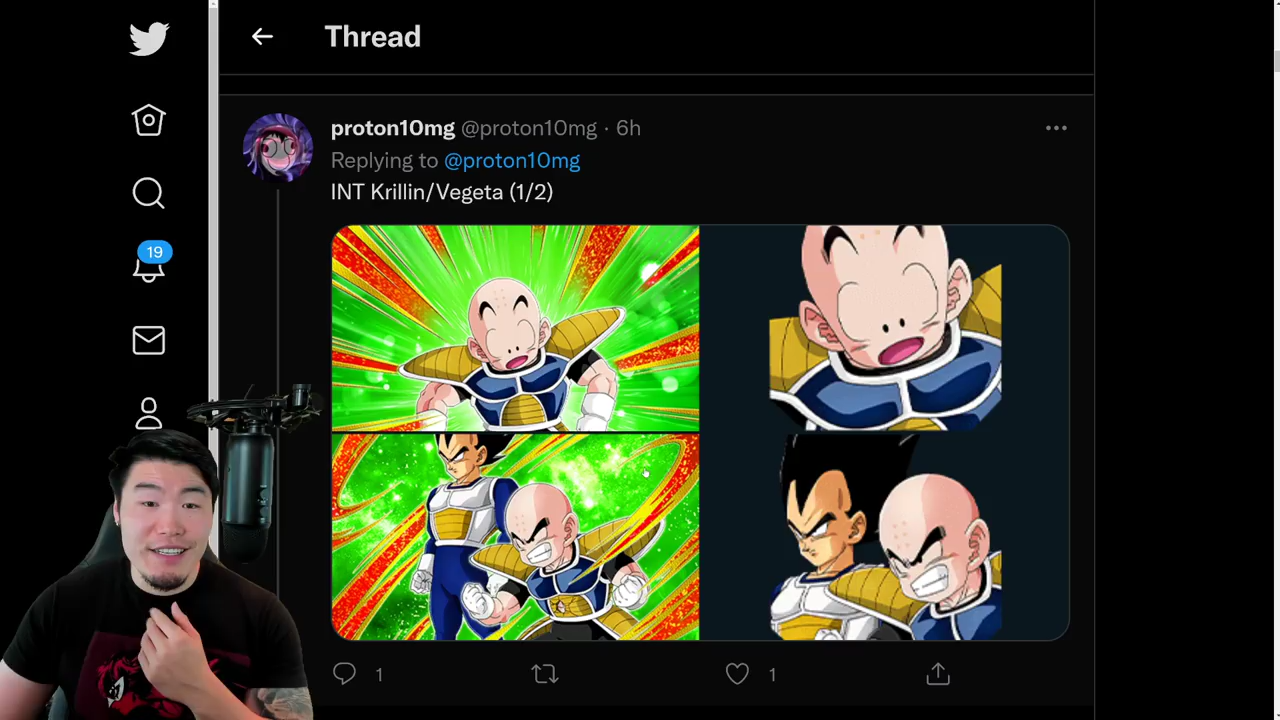 Thread
proton10mg @proton10mg · 6h
Replying to @proton10mg
INT Krillin/Vegeta (1/2)
19
1
1